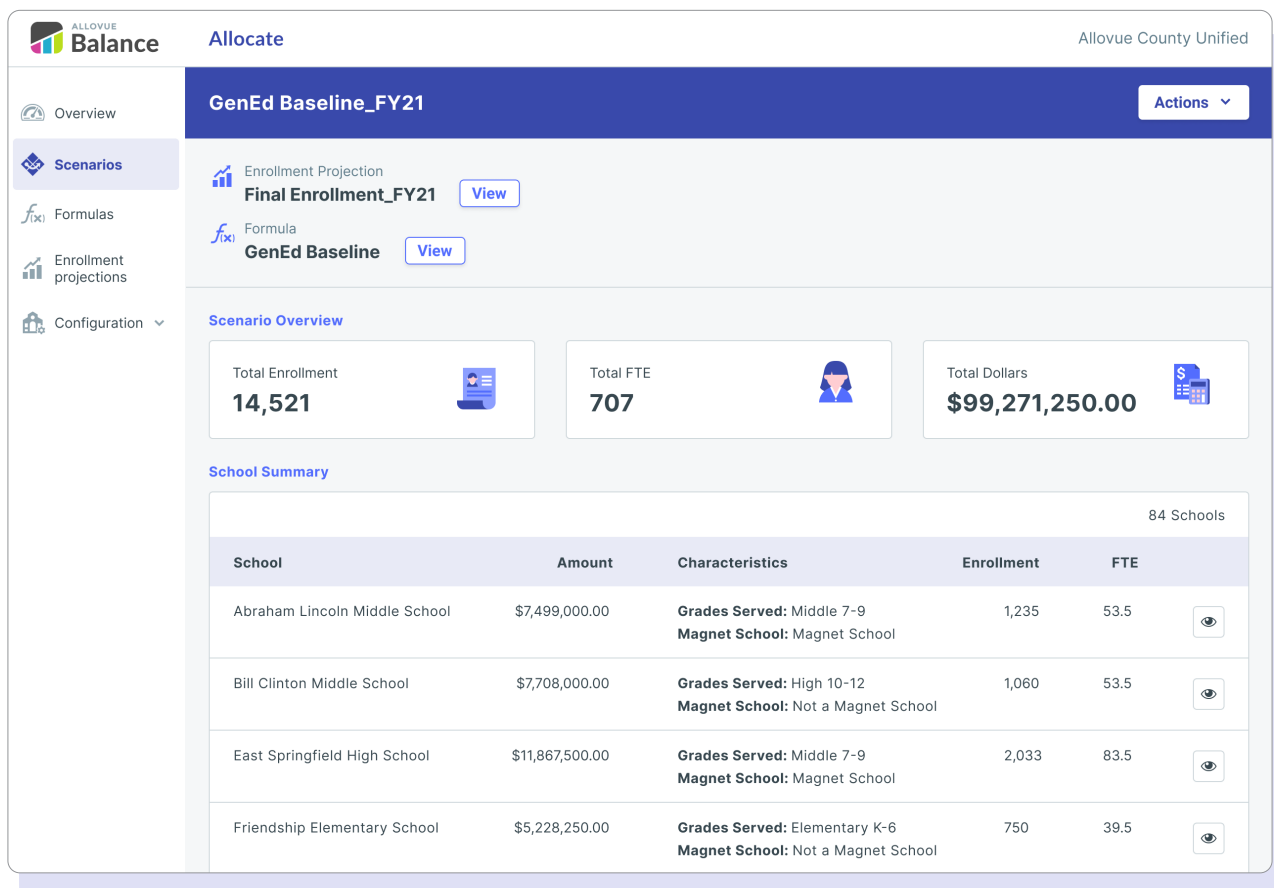 ALLOVUE
Balance
Allocate
Allovue County Unified
Overview
Scenarios
Formulas
Enrollment
projections
Configuration
GenEd Baseline_FY21
Actions
Enrollment Projection
Final Enrollment_FY21
View
Formula
GenEd Baseline
View
Scenario Overview
Total Enrollment
14,521
Total FTE
707
Total Dollars
$99,271,250.00
School Summary
84 Schools
School Amount Characteristics Enrollment FTE
Abraham Lincoln Middle School $7,499,000.00 Grades Served: Middle 7-9 1,235 53.5
Magnet School: Magnet School
Bill Clinton Middle School $7,708,000.00 Grades Served: High 10-12 1,060 53.5
Magnet School: Not a Magnet School
East Springfield High School $11,867,500.00 Grades Served: Middle 7-9 2,033 83.5
Magnet School: Magnet School
Friendship Elementary School $5,228,250.00 Grades Served: Elementary K-6 750 39.5
Magnet School: Not a Magnet School